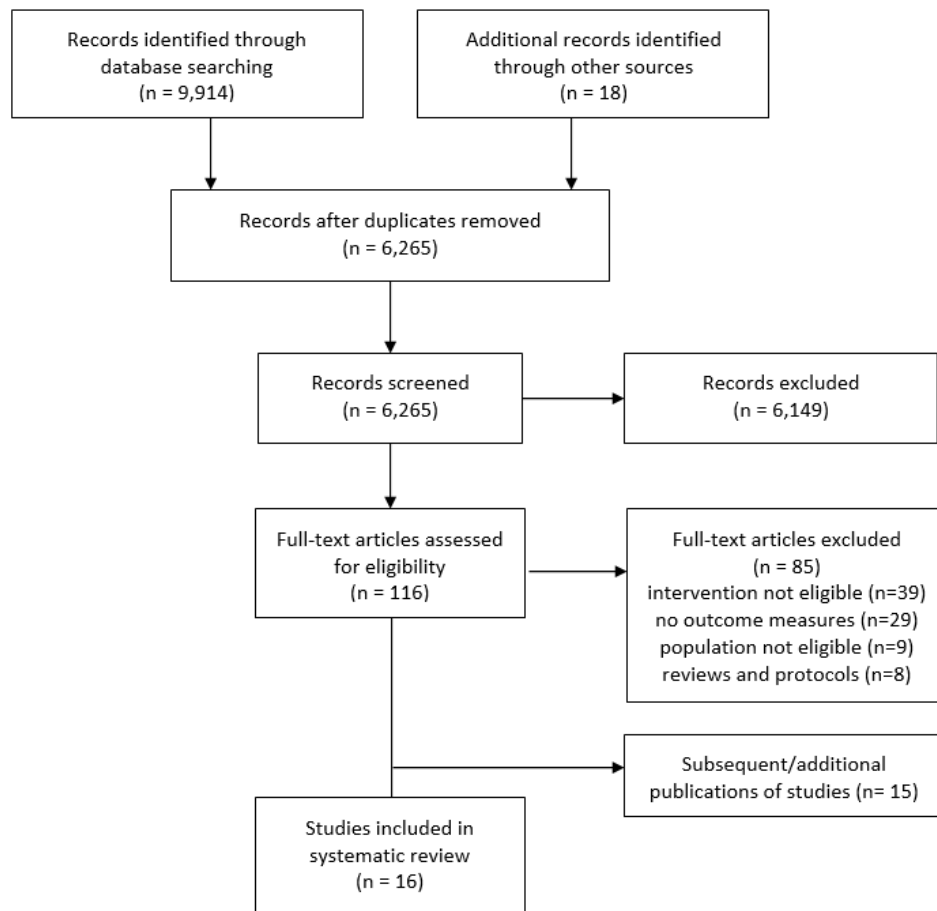 Records identified through
database searching
(n = 9,914)
Additional records identified
through other sources
(n = 18)
Records after duplicates removed
(n = 6,265)
Records screened
(n = 6,265)
Records excluded
(n = 6,149)
Full-text articles assessed
for eligibility
(n = 116)
Full-text articles excluded
(n = 85)
intervention not eligible (n=39)
no outcome measures (n=29)
population not eligible (n=9)
reviews and protocols (n=8)
Subsequent/additional
publications of studies (n= 15)
Studies included in
systematic review
(n = 16)